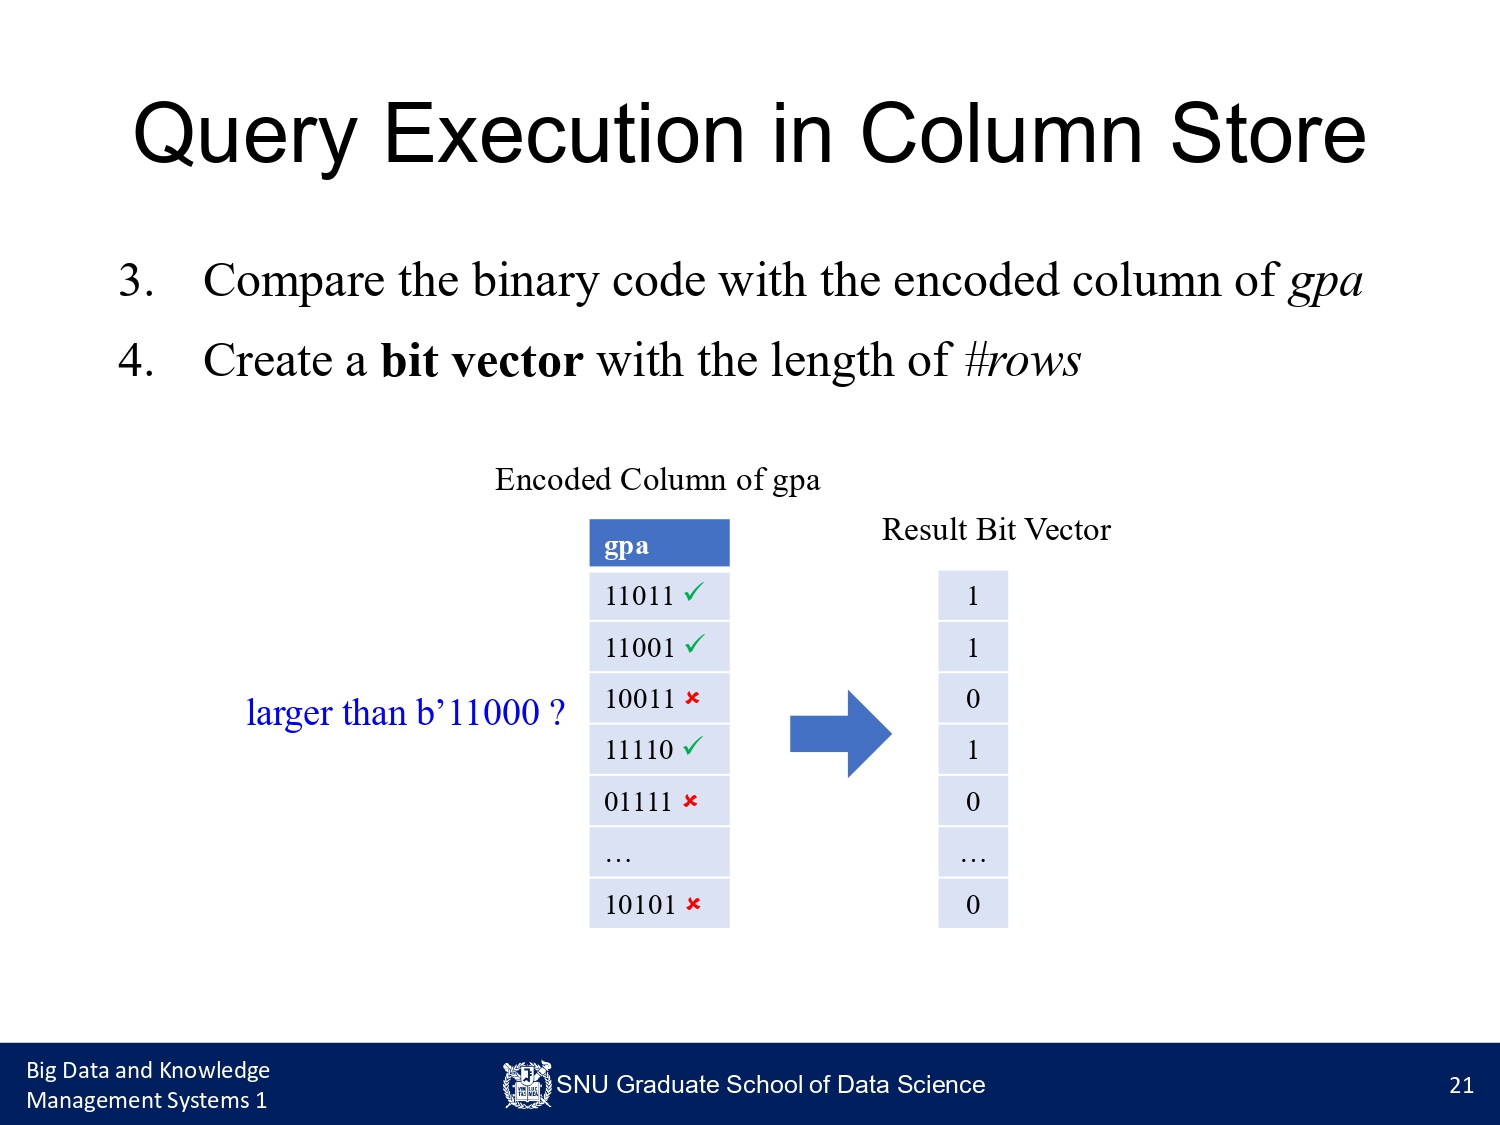 Query Execution in Column Store
3. Compare the binary code with the encoded column of gpa
4. Create a bit vector with the length of #rows
Encoded Column of gpa
Result Bit Vector
gpa
11011 ✓ 1
11001 ✓ 1
10011 ✘ 0
larger than b’11000 ?
11110 ✓ 1
01111 ✘ 0
… …
10101 ✘ 0
Big Data and Knowledge
Management Systems 1
SNU Graduate School of Data Science
21